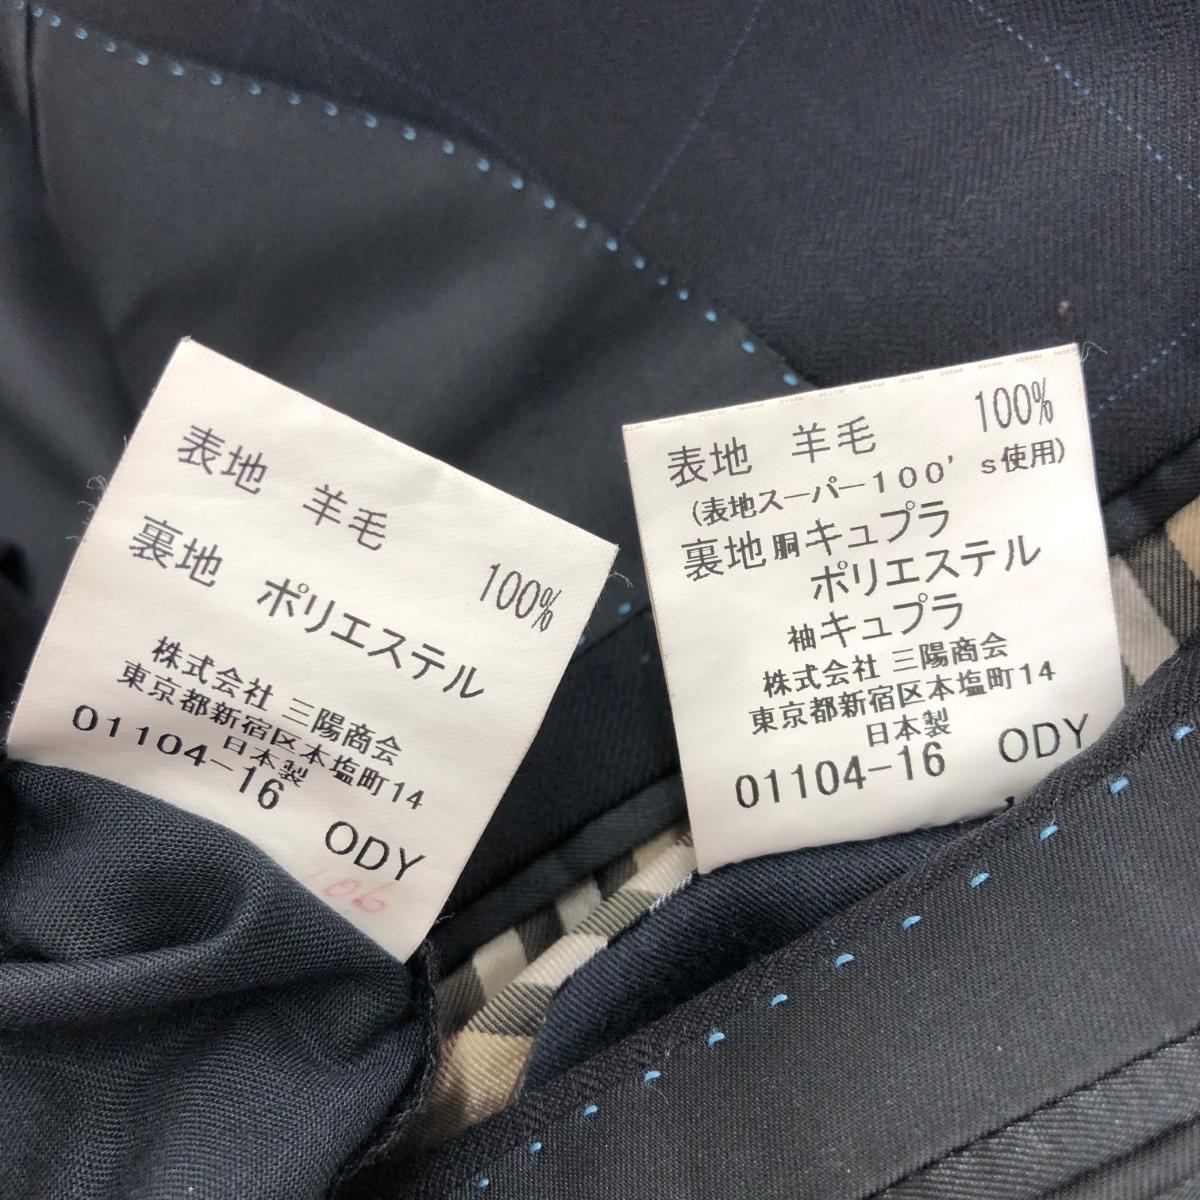 表地 羊毛 100%
裏地 ポリエステル
株式会社 三陽商会
東京都新宿区本塩町14
日本製
01104-16 ODY
106
表地 羊毛 100%
(表地スーパー100's使用)
裏地胴キュプラ
ポリエステル
袖キュプラ
株式会社 三陽商会
東京都新宿区本塩町14
日本製
01104-16 ODY